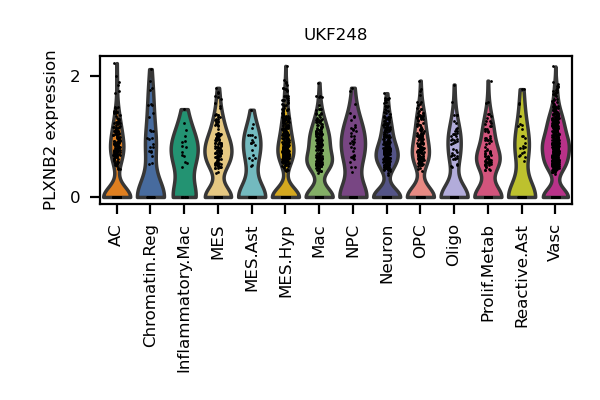 UKF248
PLXNB2 expression
2
0
AC
Chromatin.Reg
Inflammatory.Mac
MES
MES.Ast
MES.Hyp
Mac
NPC
Neuron
OPC
Oligo
Prolif.Metab
Reactive.Ast
Vasc